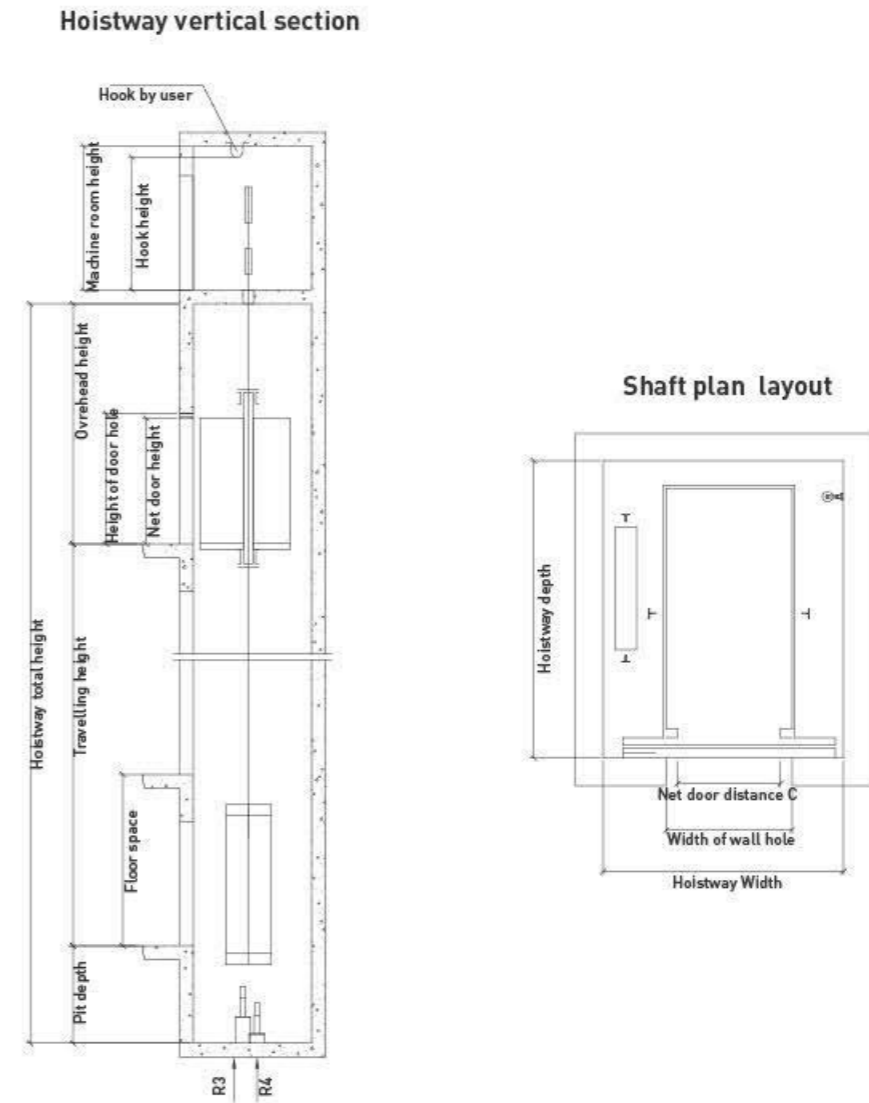 Hoistway vertical section
Hook by user
Machine room height
Hook height
Ovrehead height
Height of door hole
Net door height
Hoistway total height
Travelling height
Floor space
Pit depth
R3
R4
Shaft plan layout
Hoistway depth
Net door distance C
Width of wall hole
Hoistway Width